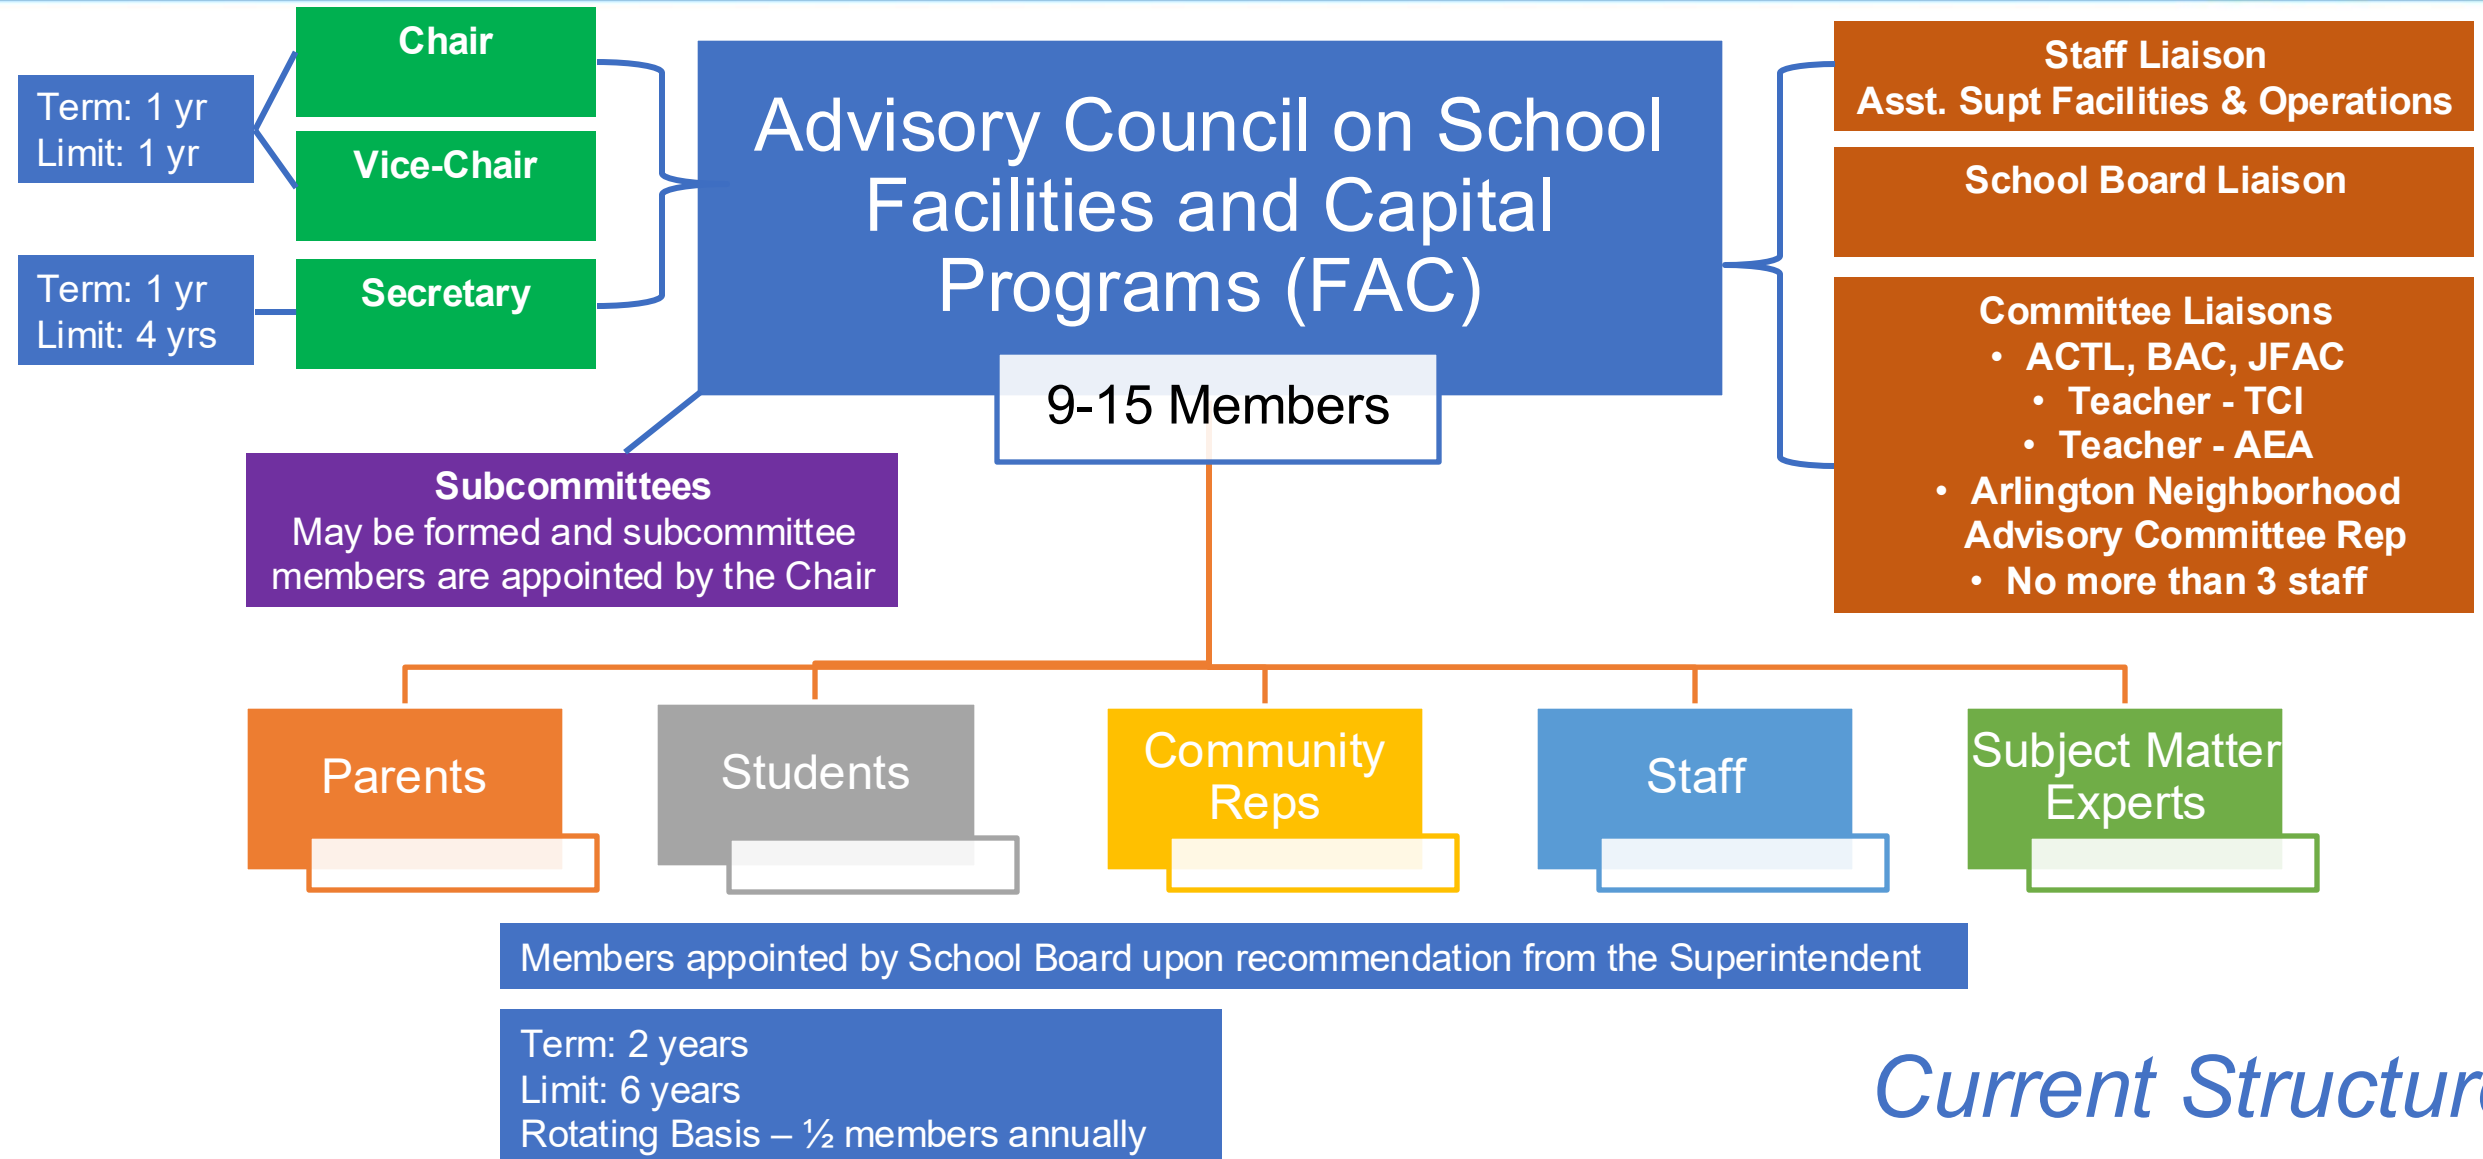 Chair
Term: 1 yr
Limit: 1 yr
Vice-Chair
Term: 1 yr
Limit: 4 yrs
Secretary
Advisory Council on School
Facilities and Capital
Programs (FAC)
9-15 Members
Staff Liaison
Asst. Supt Facilities & Operations
School Board Liaison
Committee Liaisons
• ACTL, BAC, JFAC
• Teacher - TCI
• Teacher - AEA
• Arlington Neighborhood
Advisory Committee Rep
• No more than 3 staff
Subcommittees
May be formed and subcommittee
members are appointed by the Chair
Parents
Students
Community
Reps
Staff
Subject Matter
Experts
Members appointed by School Board upon recommendation from the Superintendent
Term: 2 years
Limit: 6 years
Rotating Basis – ½ members annually
Current Structure